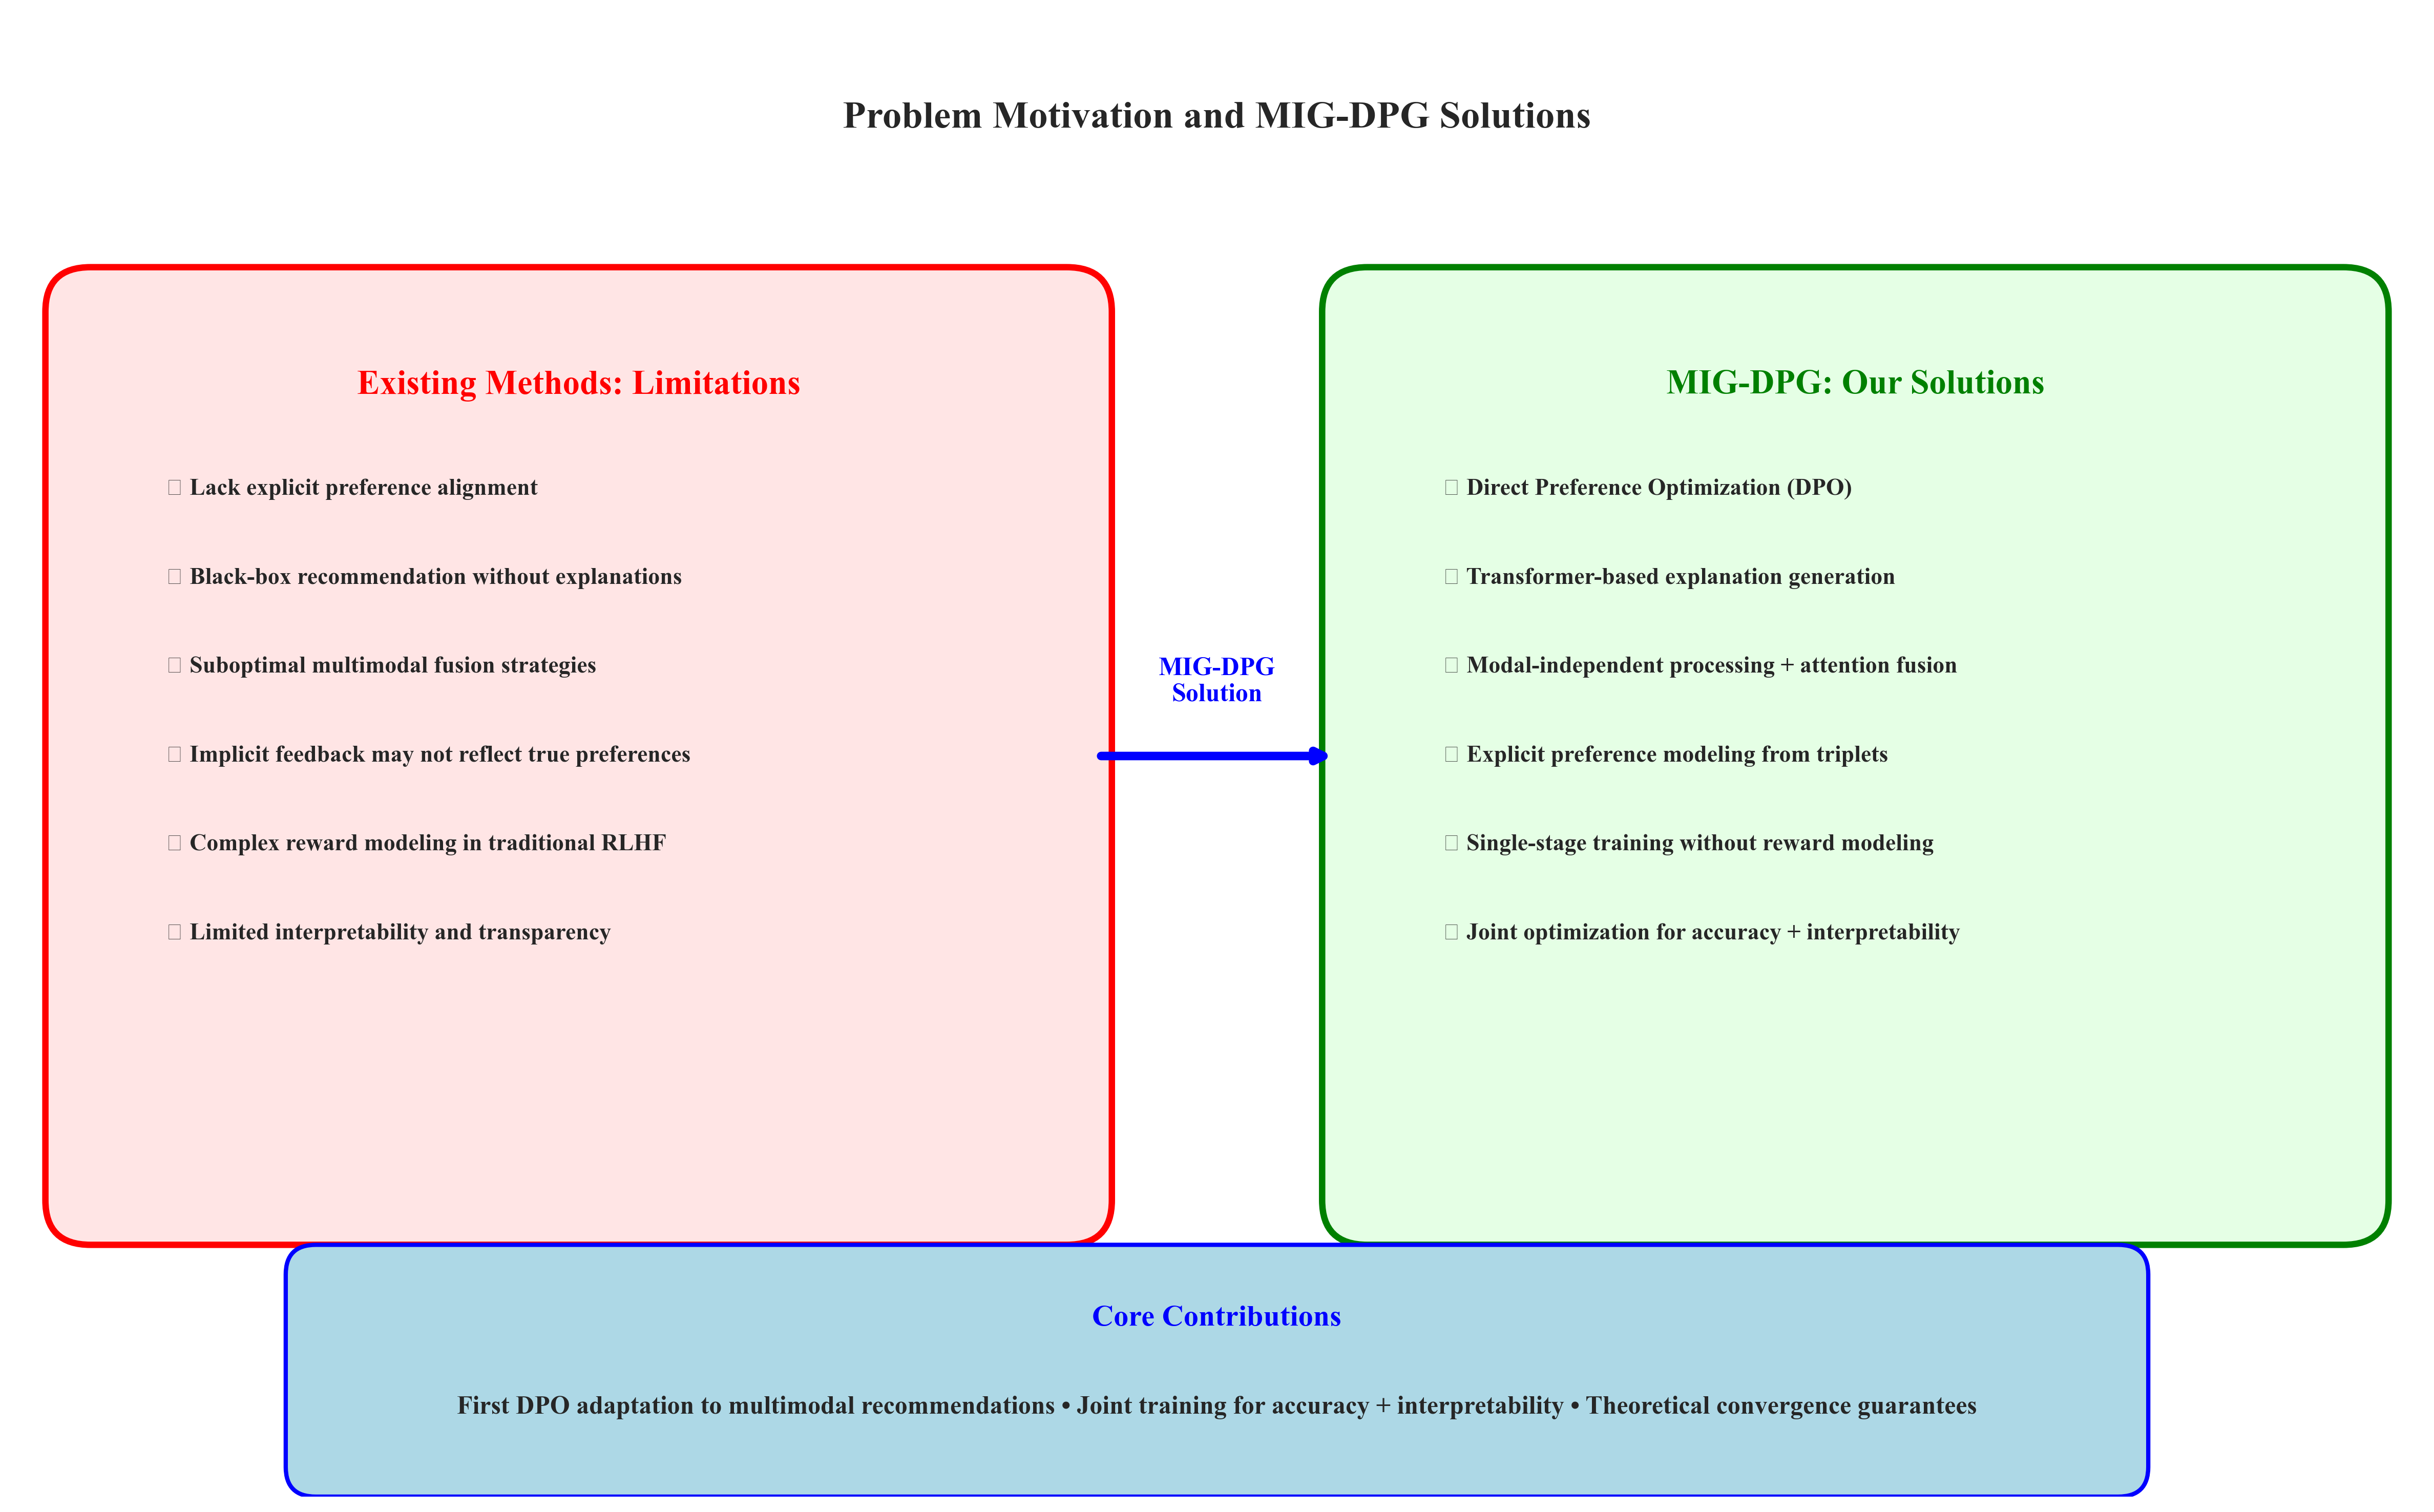 Problem Motivation and MIG-DPG Solutions
Existing Methods: Limitations
□ Lack explicit preference alignment
□ Black-box recommendation without explanations
□ Suboptimal multimodal fusion strategies
□ Implicit feedback may not reflect true preferences
□ Complex reward modeling in traditional RLHF
□ Limited interpretability and transparency
MIG-DPG
Solution
MIG-DPG: Our Solutions
□ Direct Preference Optimization (DPO)
□ Transformer-based explanation generation
□ Modal-independent processing + attention fusion
□ Explicit preference modeling from triplets
□ Single-stage training without reward modeling
□ Joint optimization for accuracy + interpretability
Core Contributions
First DPO adaptation to multimodal recommendations • Joint training for accuracy + interpretability • Theoretical convergence guarantees